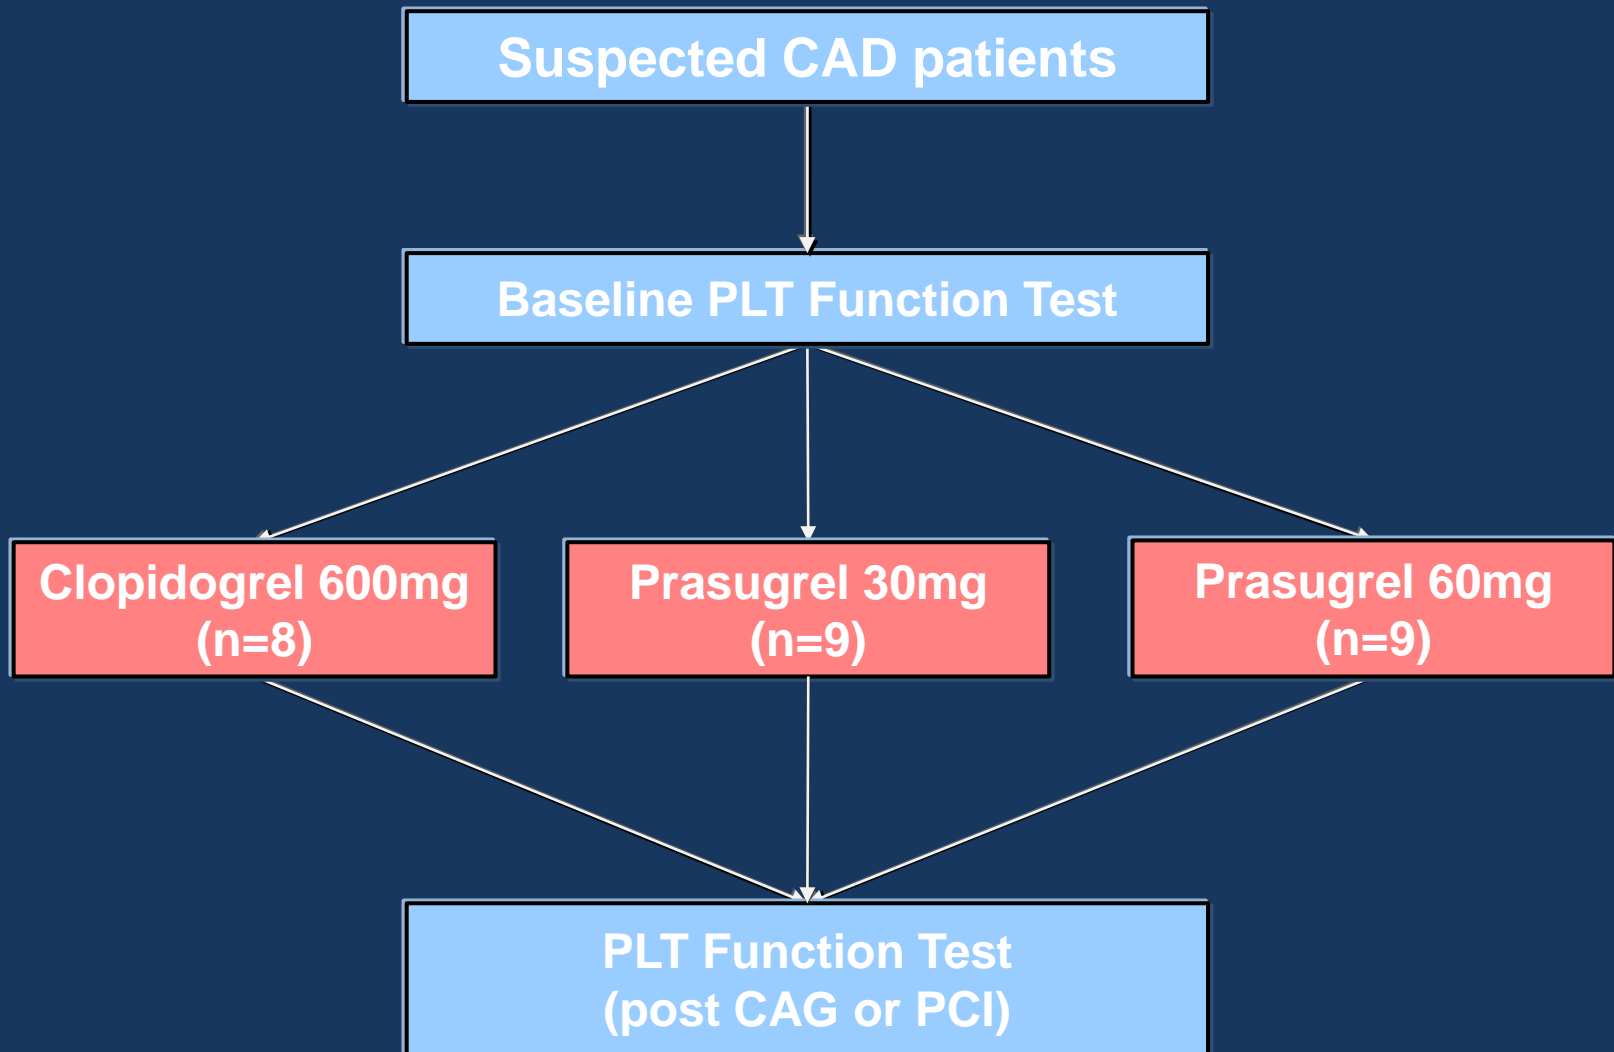 Suspected CAD patients
Baseline PLT Function Test
Clopidogrel 600mg
(n=8)
Prasugrel 30mg
(n=9)
Prasugrel 60mg
(n=9)
PLT Function Test
(post CAG or PCI)